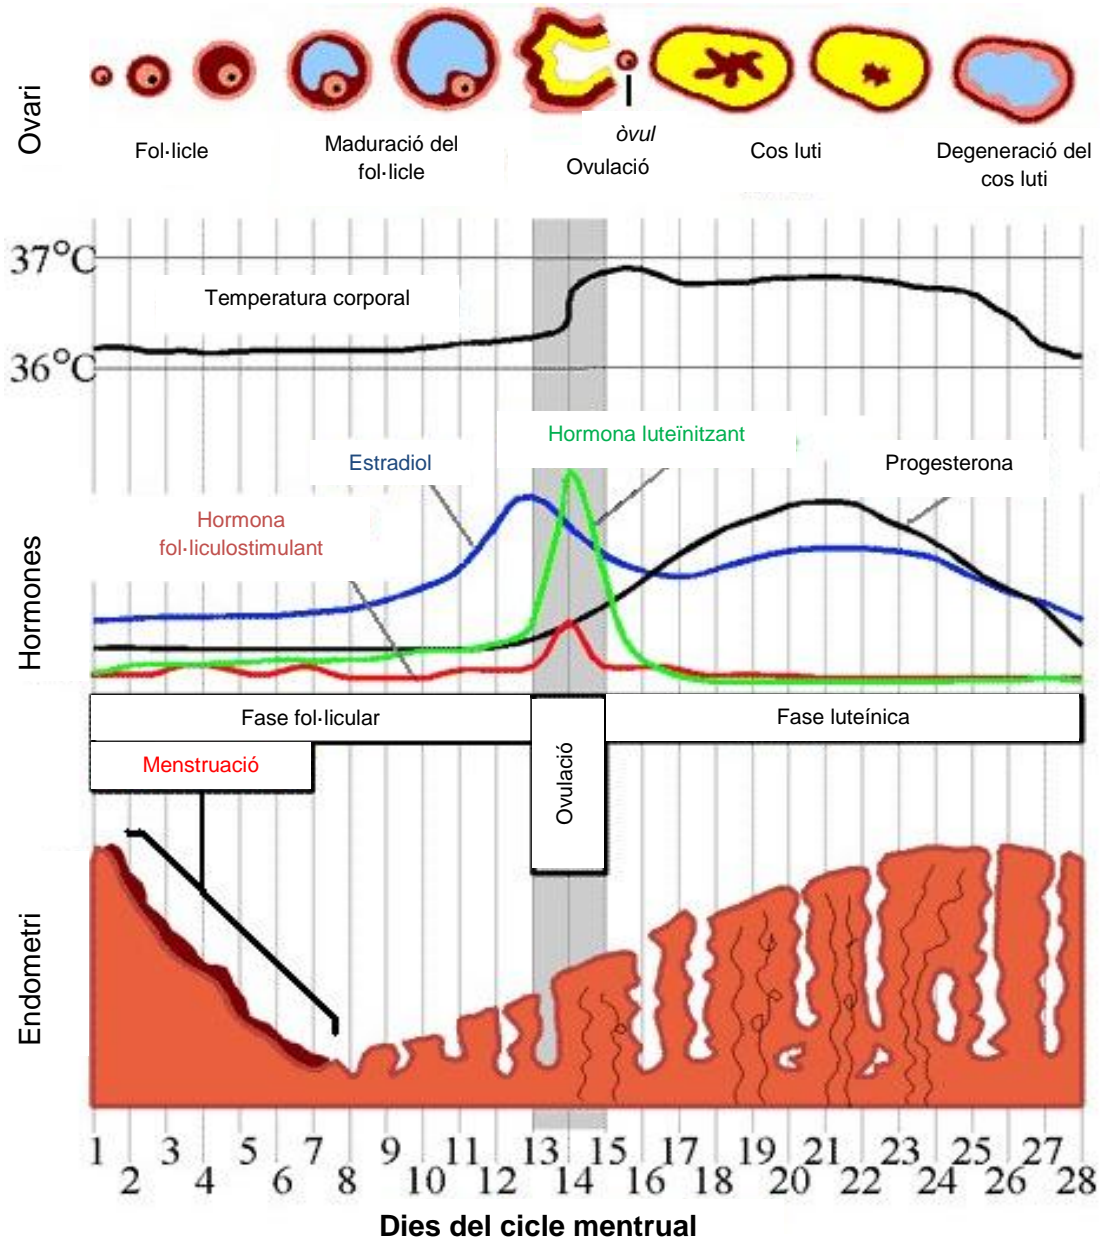 Ovari
Fol·licle
Maduració del
fol·licle
òvul
Ovulació
Cos luti
Degeneració del
cos luti
37°C
Temperatura corporal
36°C
Hormones
Hormona luteïnitzant
Estradiol
Progesterona
Hormona
fol·liculostimulant
Fase fol·licular
Ovulació
Fase luteínica
Menstruació
Endometri
1 3 5 7 9 11 13 15 17 19 21 23 25 27
2 4 6 8 10 12 14 16 18 20 22 24 26 28
Dies del cicle mentrual